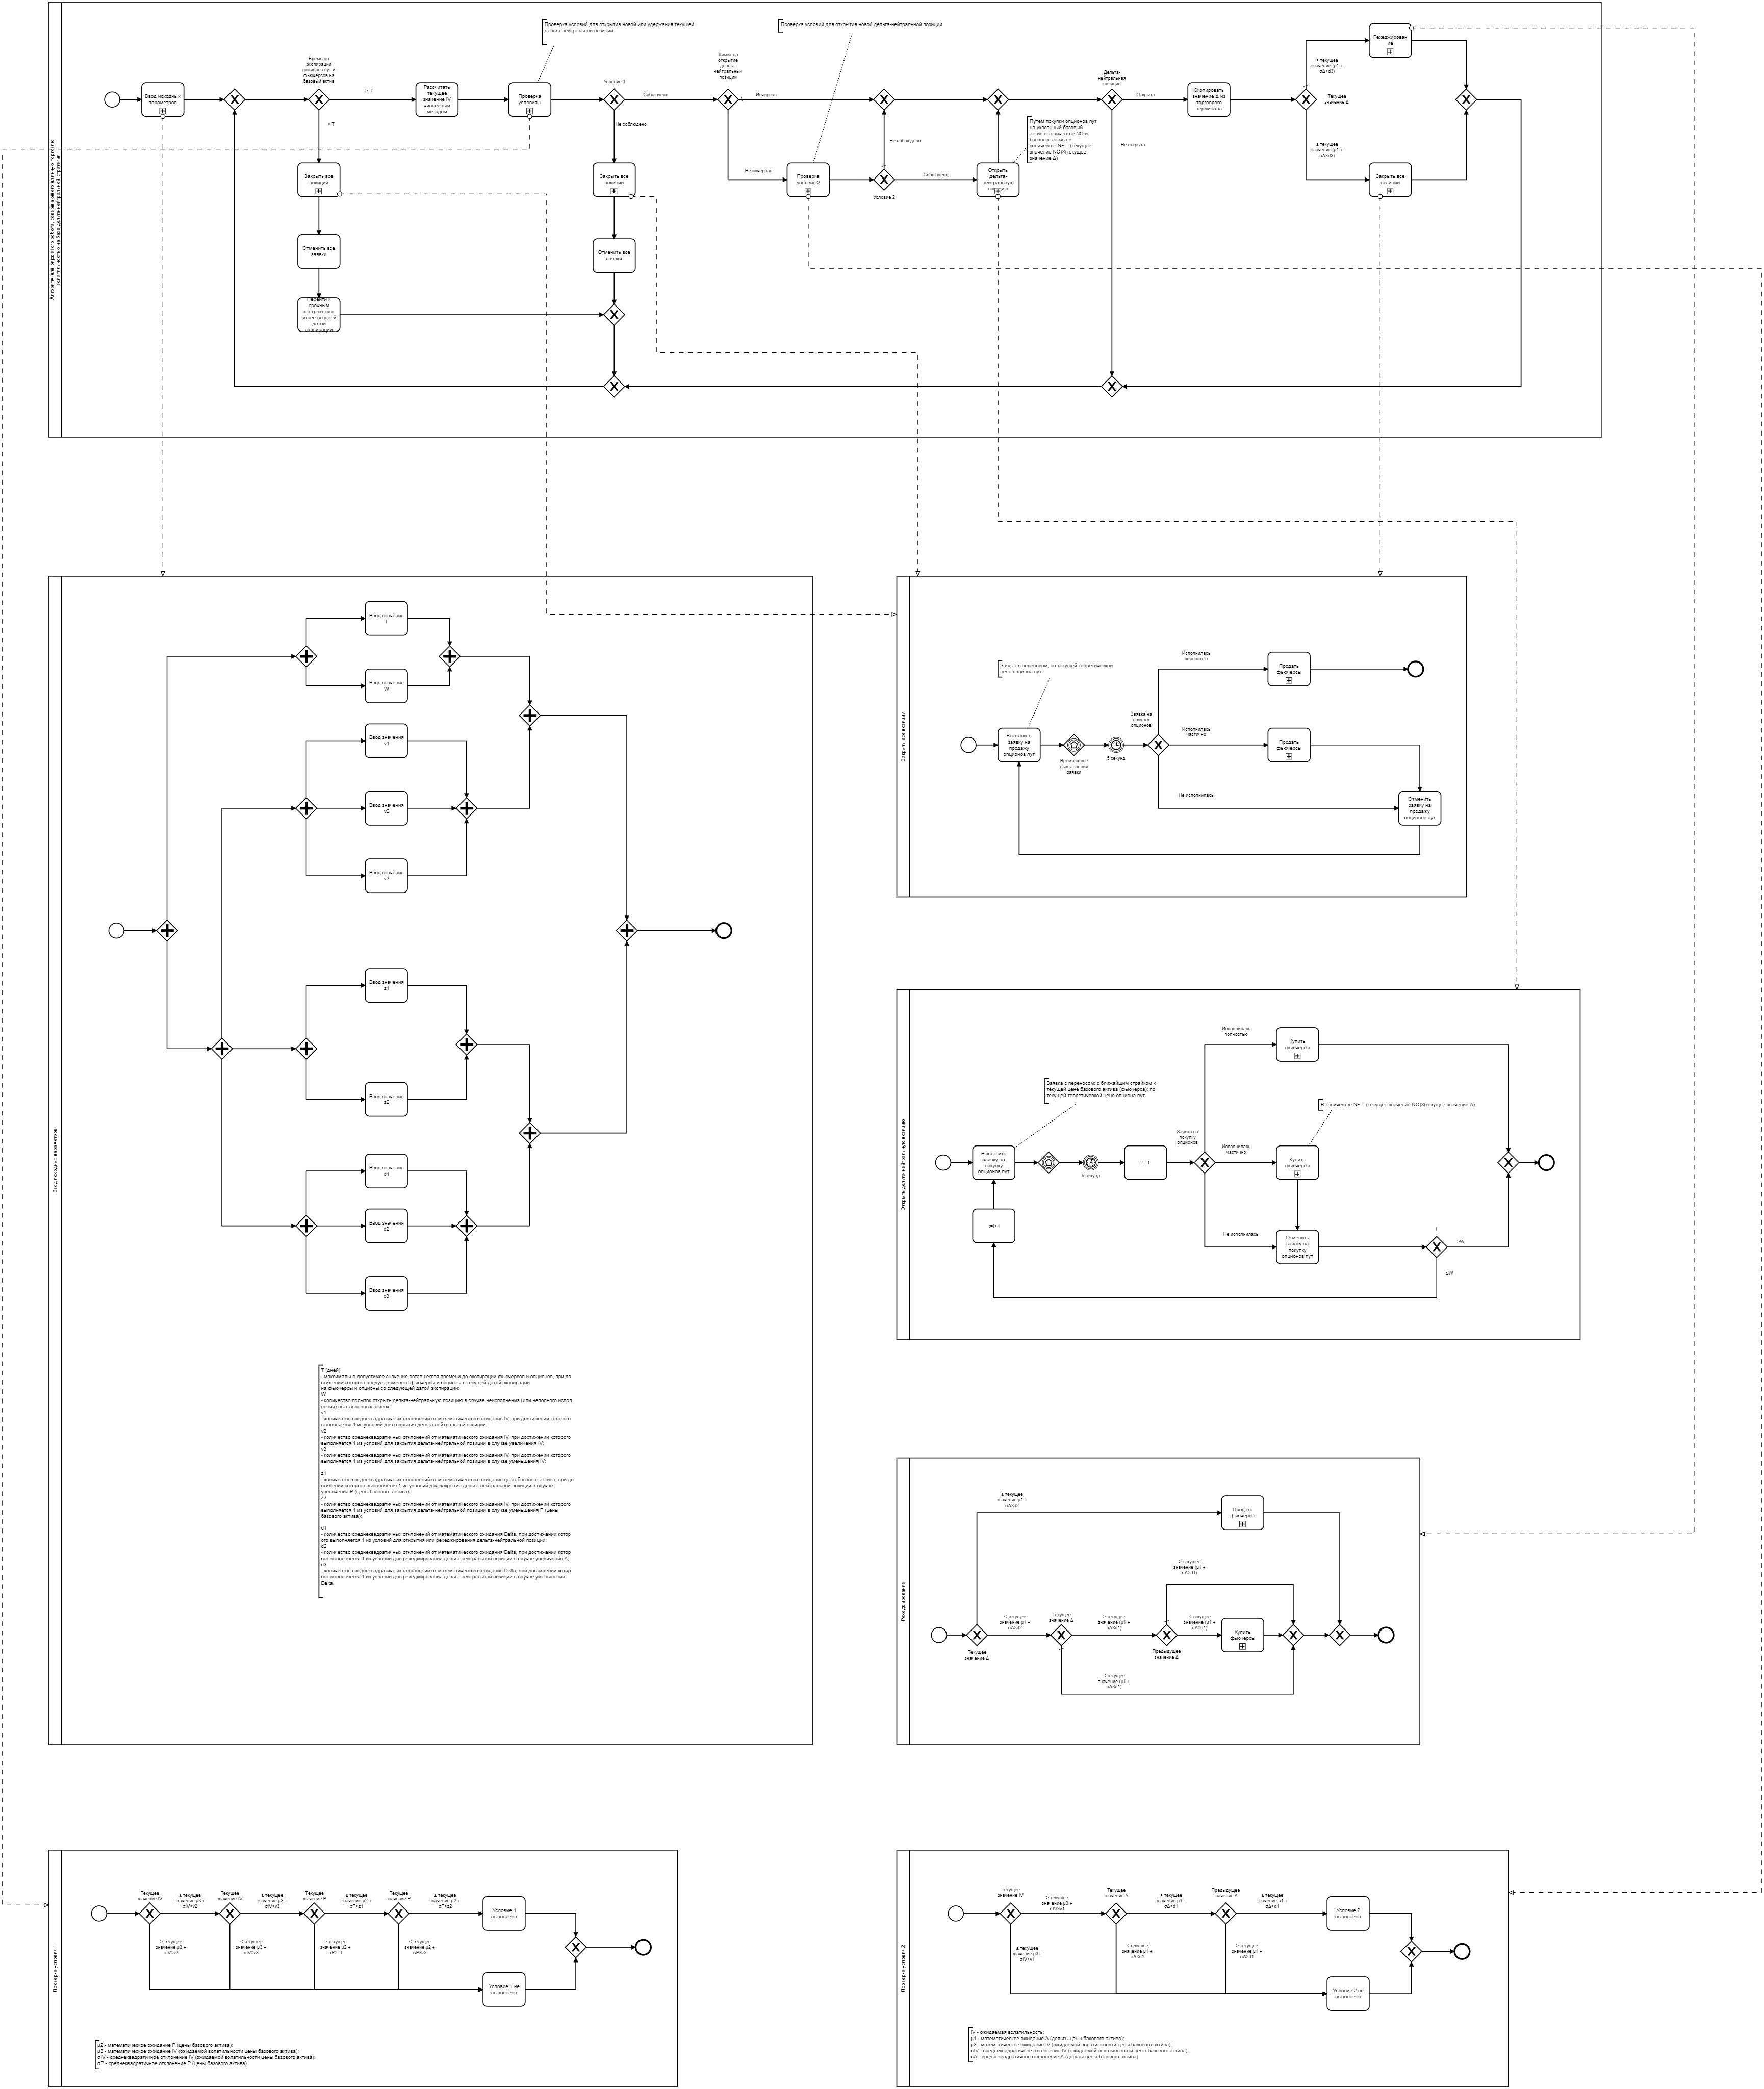 Алгоритм для биржевого робота, совершающего длинную торговлю
волатильностью на базе дельта-нейтральной стратегии
Ввод исходных
параметров
Время до
экспирации
опционов пут и
фьючерсов на
базовый актив
≥ T
< T
Рассчитать
текущее
значение IV
численным
методом
Проверка условий для открытия новой или удержания текущей
дельта-нейтральной позиции
Проверка
условия 1
Условие 1
Соблюдено
Не соблюдено
Лимит на
открытие
дельта-
нейтральных
позиций
Исчерпан
Не исчерпан
Проверка условий для открытия новой дельта-нейтральной позиции
Проверка
условия 2
Не соблюдено
Условие 2
Соблюдено
Открыть
дельта-
нейтральную
позицию
Путем покупки опционов пут
на указанный базовый
актив в количестве NO и
базового актива в
количестве NF = (текущее
значение NO)×(текущее
значение Δ)
Дельта-
нейтральная
позиция
Открыта
Не открыта
Скопировать
значение Δ из
торгового
терминала
> текущее
значение (μ1 +
σΔ×d3)
Текущее
значение Δ
≤ текущее
значение (μ1 +
σΔ×d3)
Рехеджирован
ие
Закрыть все
позиции
Закрыть все
позиции
Отменить все
заявки
Перейти к
срочным
контрактам с
более поздней
датой
экспирации
Закрыть все
позиции
Отменить все
заявки
Ввод исходных параметров
Ввод значения
T
Ввод значения
W
Ввод значения
v1
Ввод значения
v2
Ввод значения
v3
Ввод значения
z1
Ввод значения
z2
Ввод значения
d1
Ввод значения
d2
Ввод значения
d3
T (дней)
- максимально допустимое значение оставшегося времени до экспирации фьючерсов и опционов, при до
стижении которого следует обменять фьючерсы и опционы с текущей датой экспирации
на фьючерсы и опционы со следующей датой экспирации;
W
- количество попыток открыть дельта-нейтральную позицию в случае неисполнения (или неполного испол
нения) выставленных заявок;
v1
- количество среднеквадратичных отклонений от математического ожидания IV, при достижении которого
выполняется 1 из условий для открытия дельта-нейтральной позиции;
v2
- количество среднеквадратичных отклонений от математического ожидания IV, при достижении которого
выполняется 1 из условий для закрытия дельта-нейтральной позиции в случае увеличения IV;
v3
- количество среднеквадратичных отклонений от математического ожидания IV, при достижении которого
выполняется 1 из условий для закрытия дельта-нейтральной позиции в случае уменьшения IV;
z1
- количество среднеквадратичных отклонений от математического ожидания цены базового актива, при до
стижении которого выполняется 1 из условий для закрытия дельта-нейтральной позиции в случае
увеличения P (цены базового актива);
z2
- количество среднеквадратичных отклонений от математического ожидания IV, при достижении которого
выполняется 1 из условий для закрытия дельта-нейтральной позиции в случае уменьшения P (цены
базового актива);
d1
- количество среднеквадратичных отклонений от математического ожидания Delta, при достижении котор
ого выполняется 1 из условий для открытия или рехеджирования дельта-нейтральной позиции;
d2
- количество среднеквадратичных отклонений от математического ожидания Delta, при достижении котор
ого выполняется 1 из условий для рехеджирования дельта-нейтральной позиции в случае увеличения Δ;
d3
- количество среднеквадратичных отклонений от математического ожидания Delta, при достижении котор
ого выполняется 1 из условий для рехеджирования дельта-нейтральной позиции в случае уменьшения
Delta.
Закрыть все позиции
Заявка с переносом; по текущей теоретической
цене опциона пут
Выставить
заявку на
продажу
опционов пут
Время после
выставления
заявки
5 секунд
Заявка на
покупку
опционов
Исполнилась
полностью
Продать
фьючерсы
Исполнилась
частично
Продать
фьючерсы
Не исполнилась
Отменить
заявку на
продажу
опционов пут
Открыть дельта-нейтральную позицию
Заявка с переносом; с ближайшим страйком к
текущей цене базового актива (фьючерса); по
текущей теоретической цене опциона пут.
Выставить
заявку на
покупку
опционов пут
5 секунд
i:=1
i:=i+1
Заявка на
покупку
опционов
Исполнилась
полностью
Купить
фьючерсы
В количестве NF = (текущее значение NO)×(текущее значение Δ)
Исполнилась
частично
Купить
фьючерсы
Не исполнилась
Отменить
заявку на
покупку
опционов пут
i
>W
≤W
Рехеджирование
≥ текущее
значение μ1 +
σΔ×d2
Продать
фьючерсы
Текущее
значение Δ
< текущее
значение μ1 +
σΔ×d2
Текущее
значение Δ
> текущее
значение (μ1 +
σΔ×d1)
≤ текущее
значение (μ1 +
σΔ×d1)
> текущее
значение (μ1 +
σΔ×d1)
Предыдущее
значение Δ
< текущее
значение (μ1 +
σΔ×d1)
Купить
фьючерсы
Проверка условия 1
Текущее
значение IV
≤ текущее
значение μ3 +
σIV×v2
Текущее
значение IV
≥ текущее
значение μ3 +
σIV×v3
Текущее
значение P
≤ текущее
значение μ2 +
σP×z1
Текущее
значение P
≥ текущее
значение μ2 +
σP×z2
Условие 1
выполнено
> текущее
значение μ3 +
σIV×v2
< текущее
значение μ3 +
σIV×v3
> текущее
значение μ2 +
σP×z1
< текущее
значение μ2 +
σP×z2
Условие 1 не
выполнено
μ2 - математическое ожидание P (цены базового актива);
μ3 - математическое ожидание IV (ожидаемой волатильности цены базового актива);
σIV - среднеквадратичное отклонение IV (ожидаемой волатильности цены базового актива);
σP - среднеквадратичное отклонение P (цены базового актива)
Проверка условия 2
Текущее
значение IV
> текущее
значение μ3 +
σIV×v1
Текущее
значение Δ
> текущее
значение μ1 +
σΔ×d1
Предыдущее
значение Δ
≤ текущее
значение μ1 +
σΔ×d1
Условие 2
выполнено
≤ текущее
значение μ3 +
σIV×v1
≤ текущее
значение μ1 +
σΔ×d1
> текущее
значение μ1 +
σΔ×d1
Условие 2 не
выполнено
IV - ожидаемая волатильность;
μ1 - математическое ожидание Δ (дельты цены базового актива);
μ3 - математическое ожидание IV (ожидаемой волатильности цены базового актива);
σIV - среднеквадратичное отклонение IV (ожидаемой волатильности цены базового актива);
σΔ - среднеквадратичное отклонение Δ (дельты цены базового актива)